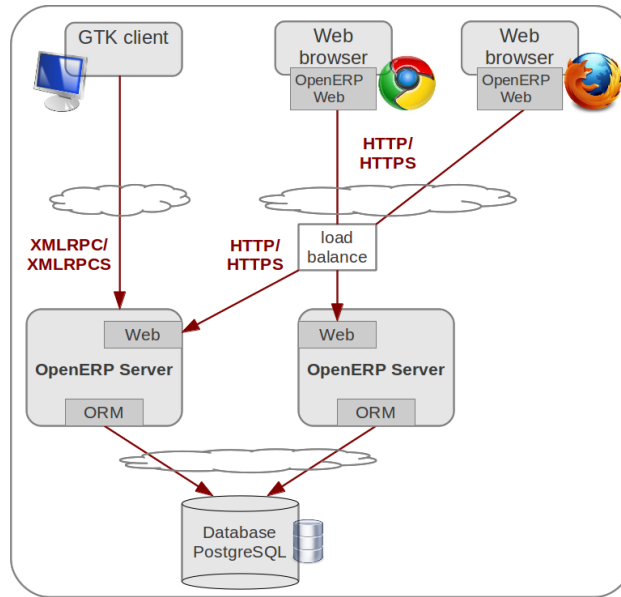 GTK client
Web
browser
OpenERP
Web
Web
browser
OpenERP
Web
HTTP/
HTTPS
XMLRPC/
XMLRPCS
HTTP/
HTTPS
load
balance
Web
OpenERP Server
ORM
Web
OpenERP Server
ORM
Database
PostgreSQL